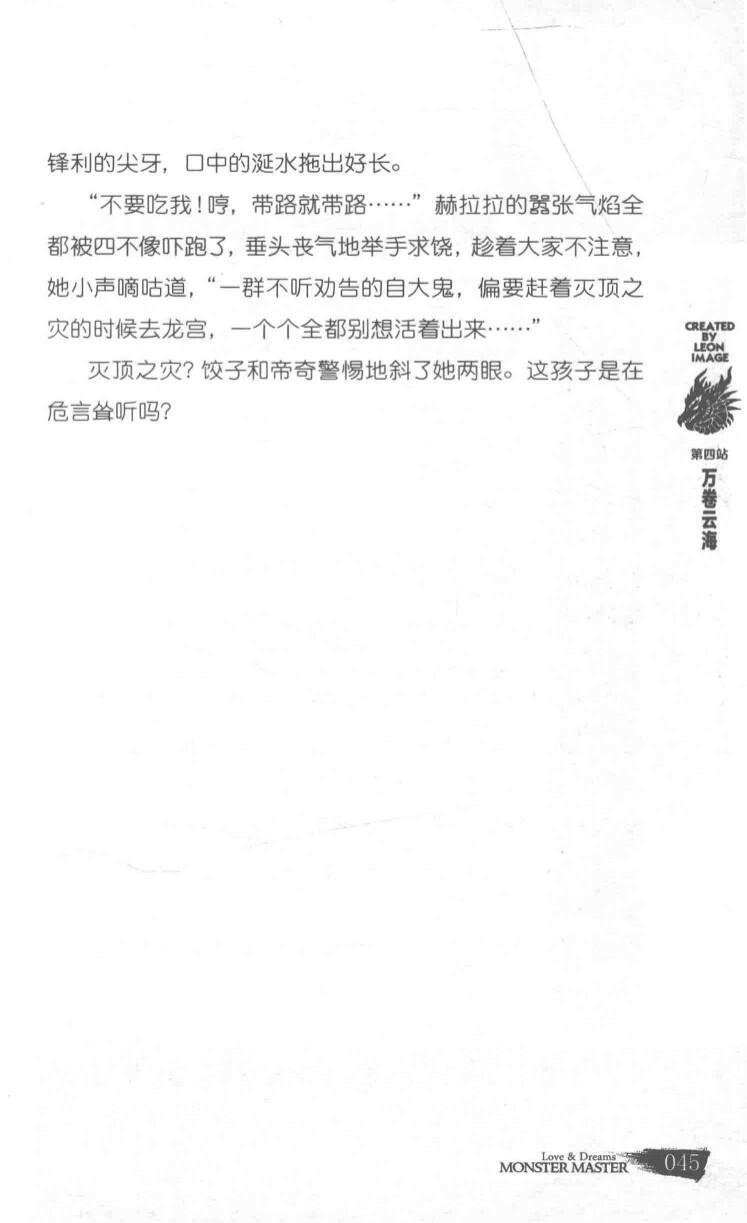 锋利的尖牙，口中的涎水拖出好长。
“不要吃我！哼，带路就带路……”赫拉拉的嚣张气焰全
都被四不像吓跑了，垂头丧气地举手求饶，趁着大家不注意，
她小声嘀咕道，“一群不听劝告的自大鬼，偏要赶着灭顶之
灾的时候去龙宫，一个个全都别想活着出来……”
灭顶之灾？饺子和帝奇警惕地斜了她两眼。这孩子是在
危言耸听吗？
CREATED
BY
LEON
IMAGE
第四站
万卷云海
Love & Dreams
MONSTER MASTER
045